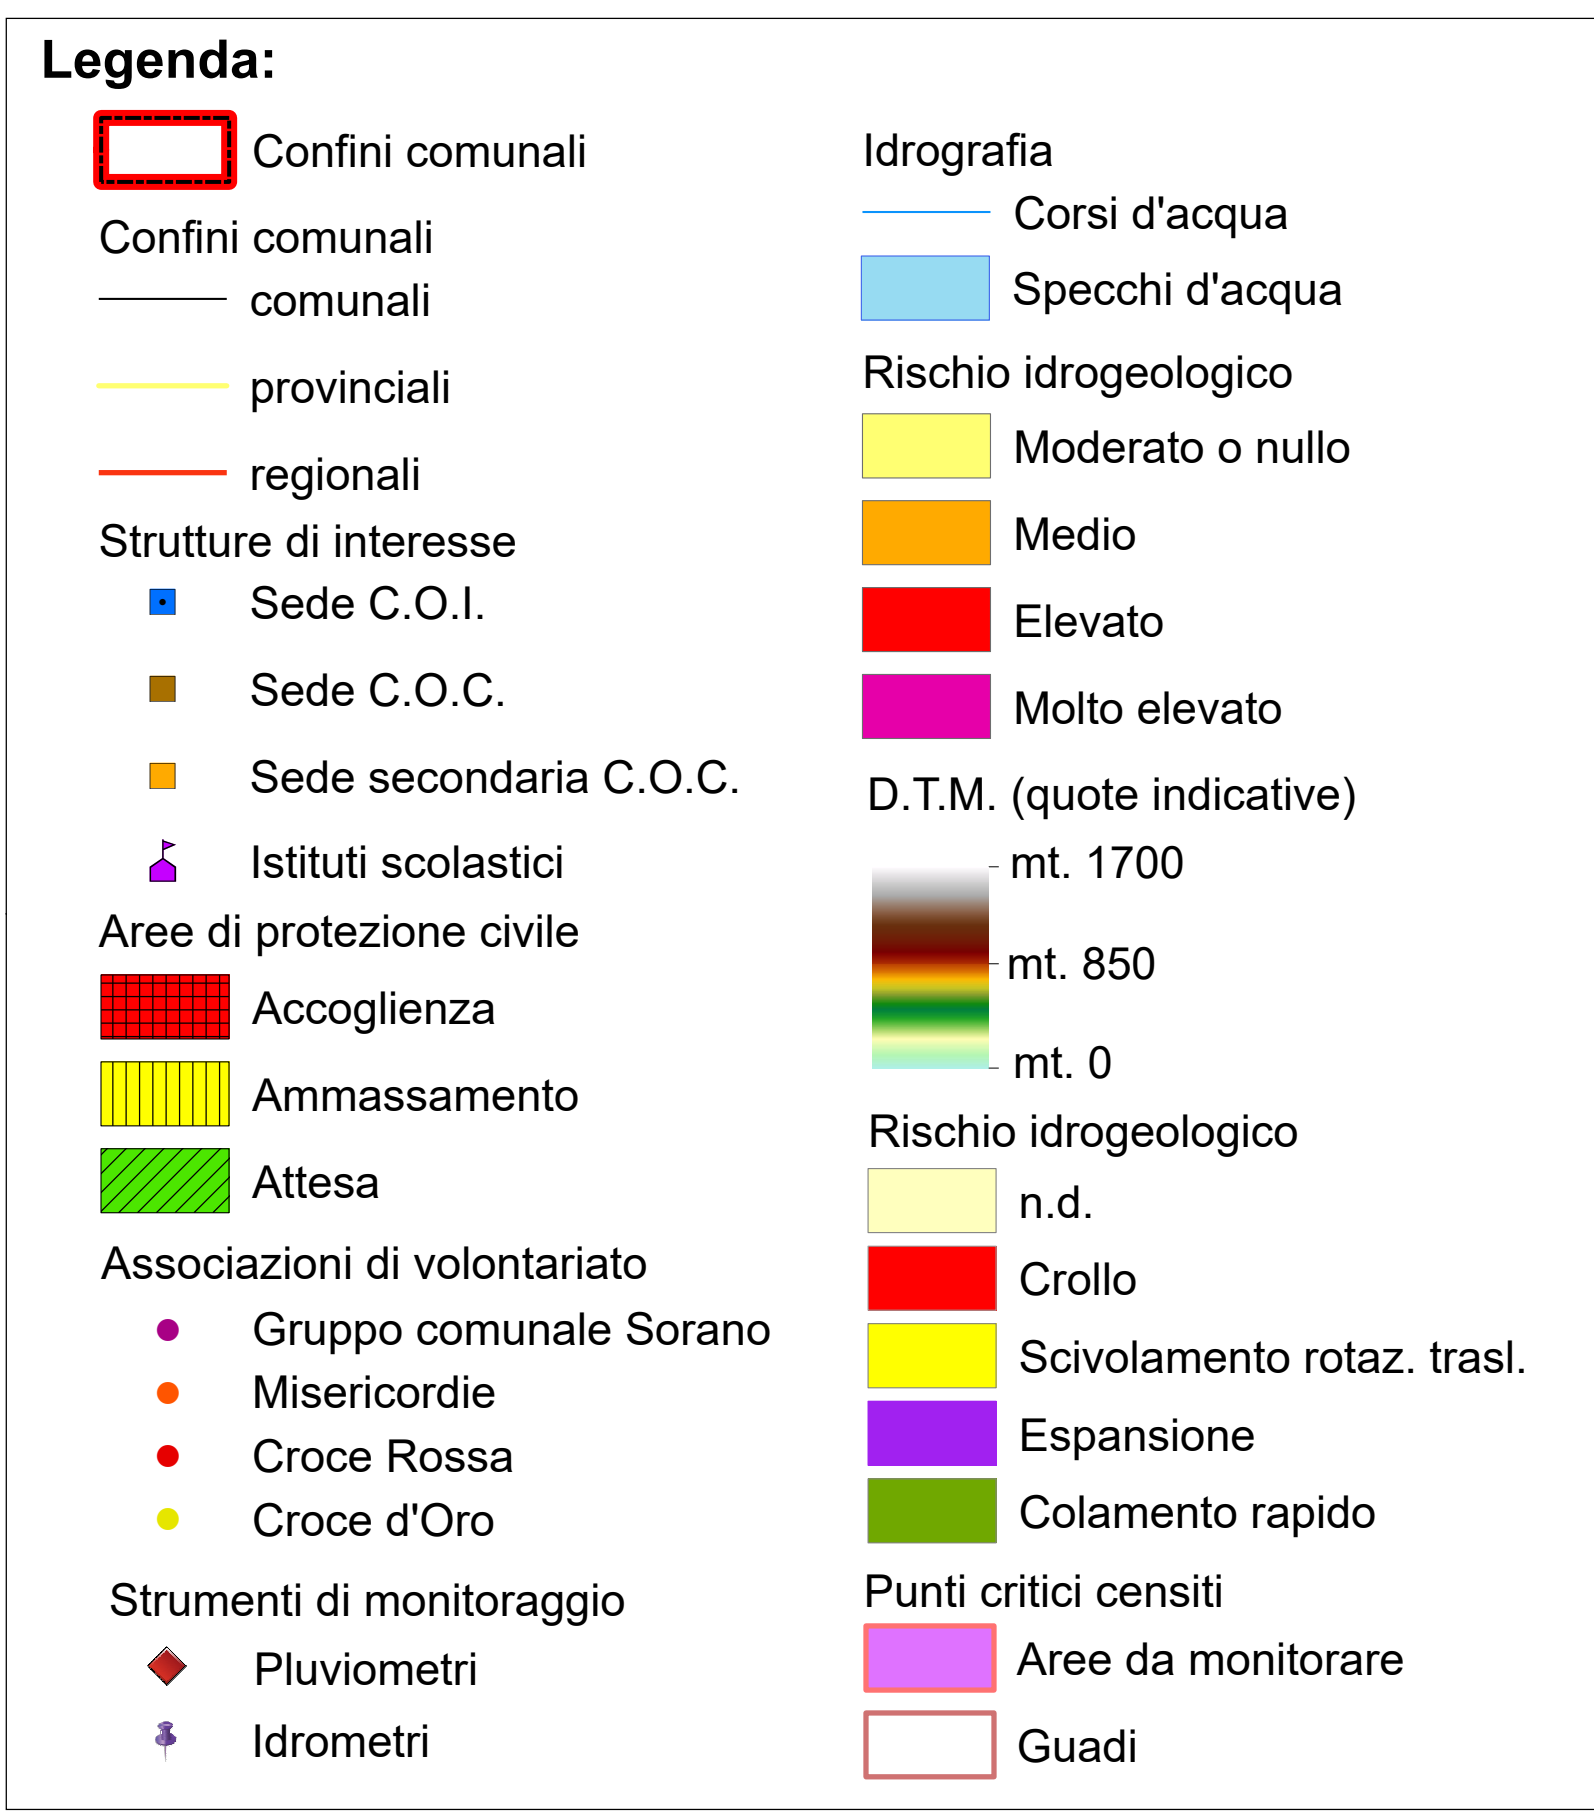 Legenda:
Confini comunali
Confini comunali
comunali
provinciali
regionali
Strutture di interesse
Sede C.O.I.
Sede C.O.C.
Sede secondaria C.O.C.
Istituti scolastici
Aree di protezione civile
Accoglienza
Ammassamento
Attesa
Associazioni di volontariato
Gruppo comunale Sorano
Misericordie
Croce Rossa
Croce d'Oro
Strumenti di monitoraggio
Pluviometri
Idrometri
Idrografia
Corsi d'acqua
Specchi d'acqua
Rischio idrogeologico
Moderato o nullo
Medio
Elevato
Molto elevato
D.T.M. (quote indicative)
mt. 1700
mt. 850
mt. 0
Rischio idrogeologico
n.d.
Crollo
Scivolamento rotaz. trasl.
Espansione
Colamento rapido
Punti critici censiti
Aree da monitorare
Guadi